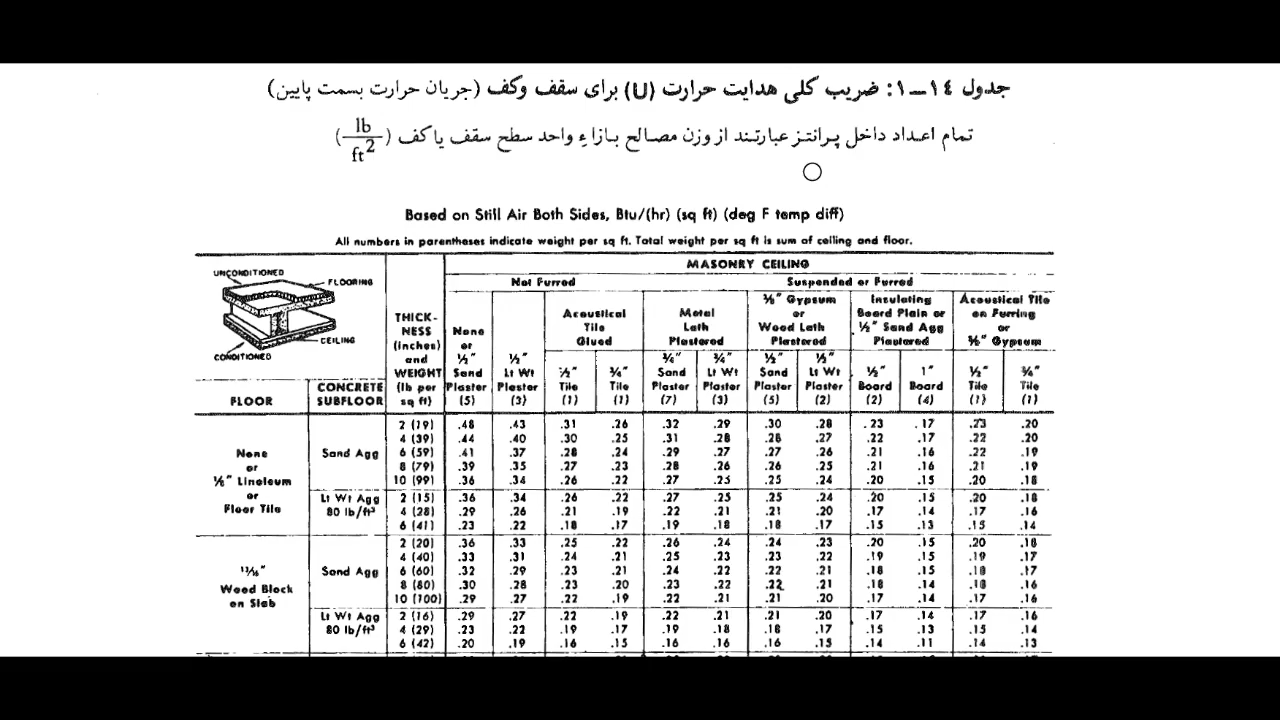 جدول ۱۴–۱: ضریب کلی هدایت حرارت (U) برای سقف وکف (جریان حرارت بسمت پایین)
تمام اعداد داخل پرانتز عبارتند از وزن مصالح بازاء واحد سطح سقف یا کف (lb/ft²)
Based on Still Air Both Sides, Btu/(hr) (sq ft) (deg F temp diff)
All numbers in parentheses indicate weight per sq ft. Total weight per sq ft is sum of ceiling and floor.
UNCONDITIONED
FLOORING
CEILING
CONDITIONED
MASONRY CEILING
Not Furred Suspended or Furred
THICKNESS (inches) and WEIGHT (lb per sq ft)
None or ½" Sand Plaster (5)
½" Lt Wt Plaster (3)
Acoustical Tile Glued
½" Tile (1) ¾" Tile (1)
Metal Lath Plastered
¾" Sand Plaster (7) ¾" Lt Wt Plaster (3)
⅜" Gypsum or Wood Lath Plastered
½" Sand Plaster (5) ½" Lt Wt Plaster (2)
Insulating Board Plain or ½" Sand Agg Plastered
½" Board (2) 1" Board (4)
Acoustical Tile on Furring or ⅜" Gypsum
½" Tile (1) ¾" Tile (1)
FLOOR CONCRETE SUBFLOOR
None or ⅛" Linoleum or Floor Tile
Sand Agg
2 (19) .48 .43 .31 .26 .32 .29 .30 .28 .23 .17 .23 .20
4 (39) .44 .40 .30 .25 .31 .28 .28 .27 .22 .17 .22 .20
6 (59) .41 .37 .28 .24 .29 .27 .27 .26 .21 .16 .22 .19
8 (79) .39 .35 .27 .23 .28 .26 .26 .25 .21 .16 .21 .19
10 (99) .36 .34 .26 .22 .27 .25 .25 .24 .20 .15 .20 .18
Lt Wt Agg 80 lb/ft³
2 (15) .36 .34 .26 .22 .27 .25 .25 .24 .20 .15 .20 .18
4 (28) .29 .26 .21 .19 .22 .21 .21 .20 .17 .14 .17 .16
6 (41) .23 .22 .18 .17 .19 .18 .18 .17 .15 .13 .15 .14
13/16" Wood Block on Slab
Sand Agg
2 (20) .36 .33 .25 .22 .26 .24 .24 .23 .20 .15 .20 .18
4 (40) .33 .31 .24 .21 .25 .23 .23 .22 .19 .15 .19 .17
6 (60) .32 .29 .23 .21 .24 .22 .22 .21 .18 .15 .18 .17
8 (80) .30 .28 .23 .20 .23 .22 .22 .21 .18 .14 .18 .16
10 (100) .29 .27 .22 .19 .22 .21 .21 .20 .17 .14 .17 .16
Lt Wt Agg 80 lb/ft³
2 (16) .29 .27 .22 .19 .22 .21 .21 .20 .17 .14 .17 .16
4 (29) .23 .22 .19 .17 .19 .18 .18 .17 .15 .13 .15 .14
6 (42) .20 .19 .16 .15 .16 .16 .16 .15 .14 .11 .14 .13